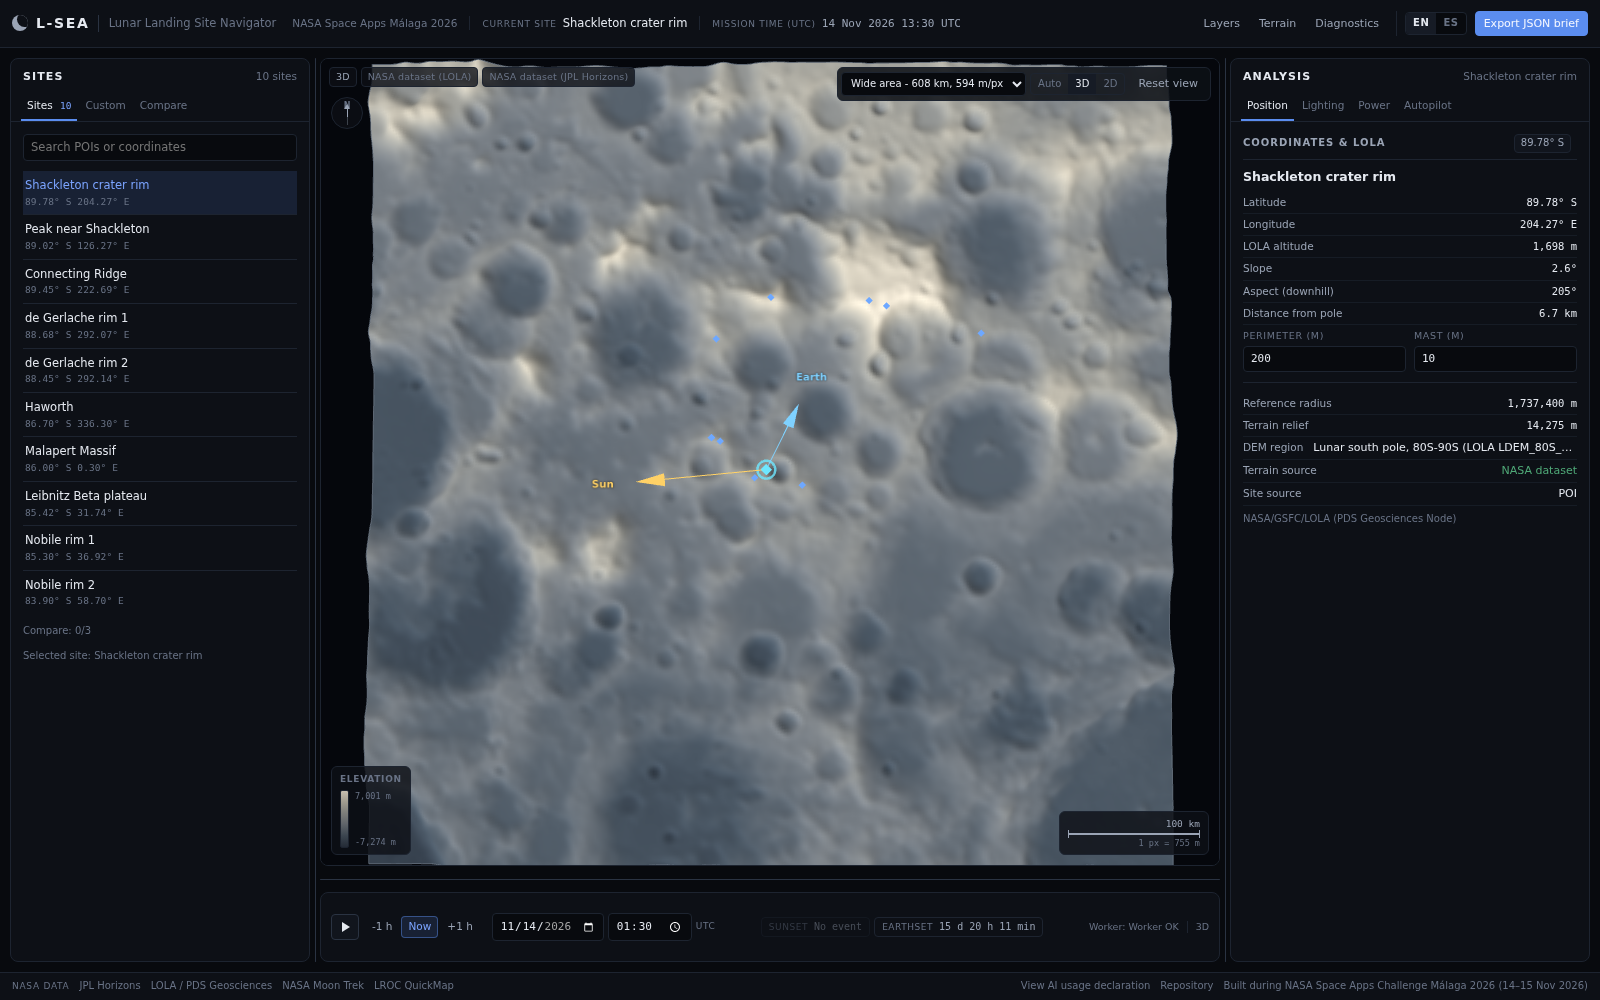 L-SEA Lunar Landing Site Navigator NASA Space Apps Málaga 2026 CURRENT SITE Shackleton crater rim MISSION TIME (UTC) 14 Nov 2026 13:30 UTC Layers Terrain Diagnostics EN ES Export JSON brief
SITES 10 sites
Sites 10 Custom Compare
Search POIs or coordinates
Shackleton crater rim
89.78° S 204.27° E
Peak near Shackleton
89.02° S 126.27° E
Connecting Ridge
89.45° S 222.69° E
de Gerlache rim 1
88.68° S 292.07° E
de Gerlache rim 2
88.45° S 292.14° E
Haworth
86.70° S 336.30° E
Malapert Massif
86.00° S 0.30° E
Leibnitz Beta plateau
85.42° S 31.74° E
Nobile rim 1
85.30° S 36.92° E
Nobile rim 2
83.90° S 58.70° E
Compare: 0/3
Selected site: Shackleton crater rim
3D NASA dataset (LOLA) NASA dataset (JPL Horizons)
Wide area - 608 km, 594 m/px Auto 3D 2D Reset view
N
Earth
Sun
ELEVATION
7,001 m
-7,274 m
100 km
1 px = 755 m
-1 h Now +1 h 11/14/2026 01:30 UTC SUNSET No event EARTHSET 15 d 20 h 11 min Worker: Worker OK 3D
ANALYSIS Shackleton crater rim
Position Lighting Power Autopilot
COORDINATES & LOLA 89.78° S
Shackleton crater rim
Latitude 89.78° S
Longitude 204.27° E
LOLA altitude 1,698 m
Slope 2.6°
Aspect (downhill) 205°
Distance from pole 6.7 km
PERIMETER (M) MAST (M)
200 10
Reference radius 1,737,400 m
Terrain relief 14,275 m
DEM region Lunar south pole, 80S-90S (LOLA LDEM_80S_...
Terrain source NASA dataset
Site source POI
NASA/GSFC/LOLA (PDS Geosciences Node)
NASA DATA JPL Horizons LOLA / PDS Geosciences NASA Moon Trek LROC QuickMap View AI usage declaration Repository Built during NASA Space Apps Challenge Málaga 2026 (14–15 Nov 2026)